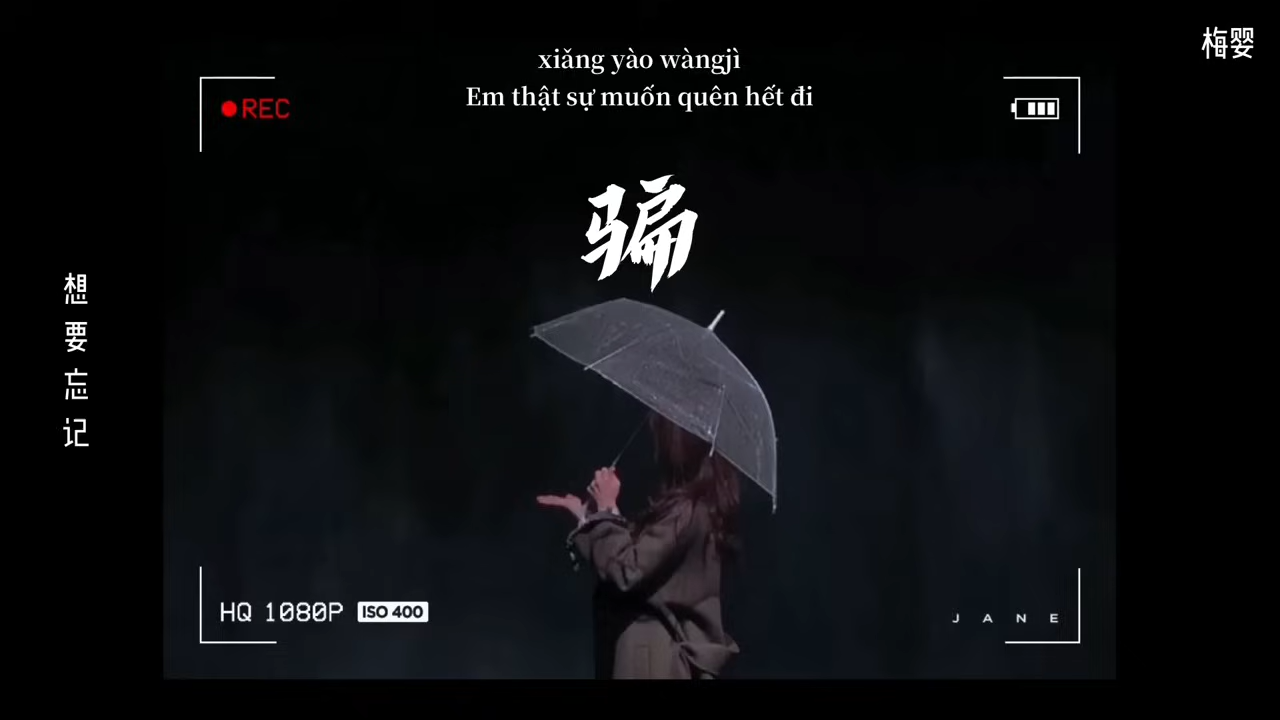 梅婴
xiǎng yào wàngjì
Em thật sự muốn quên hết đi
REC
骗
想要忘记
HQ 1080P ISO 400
JANE